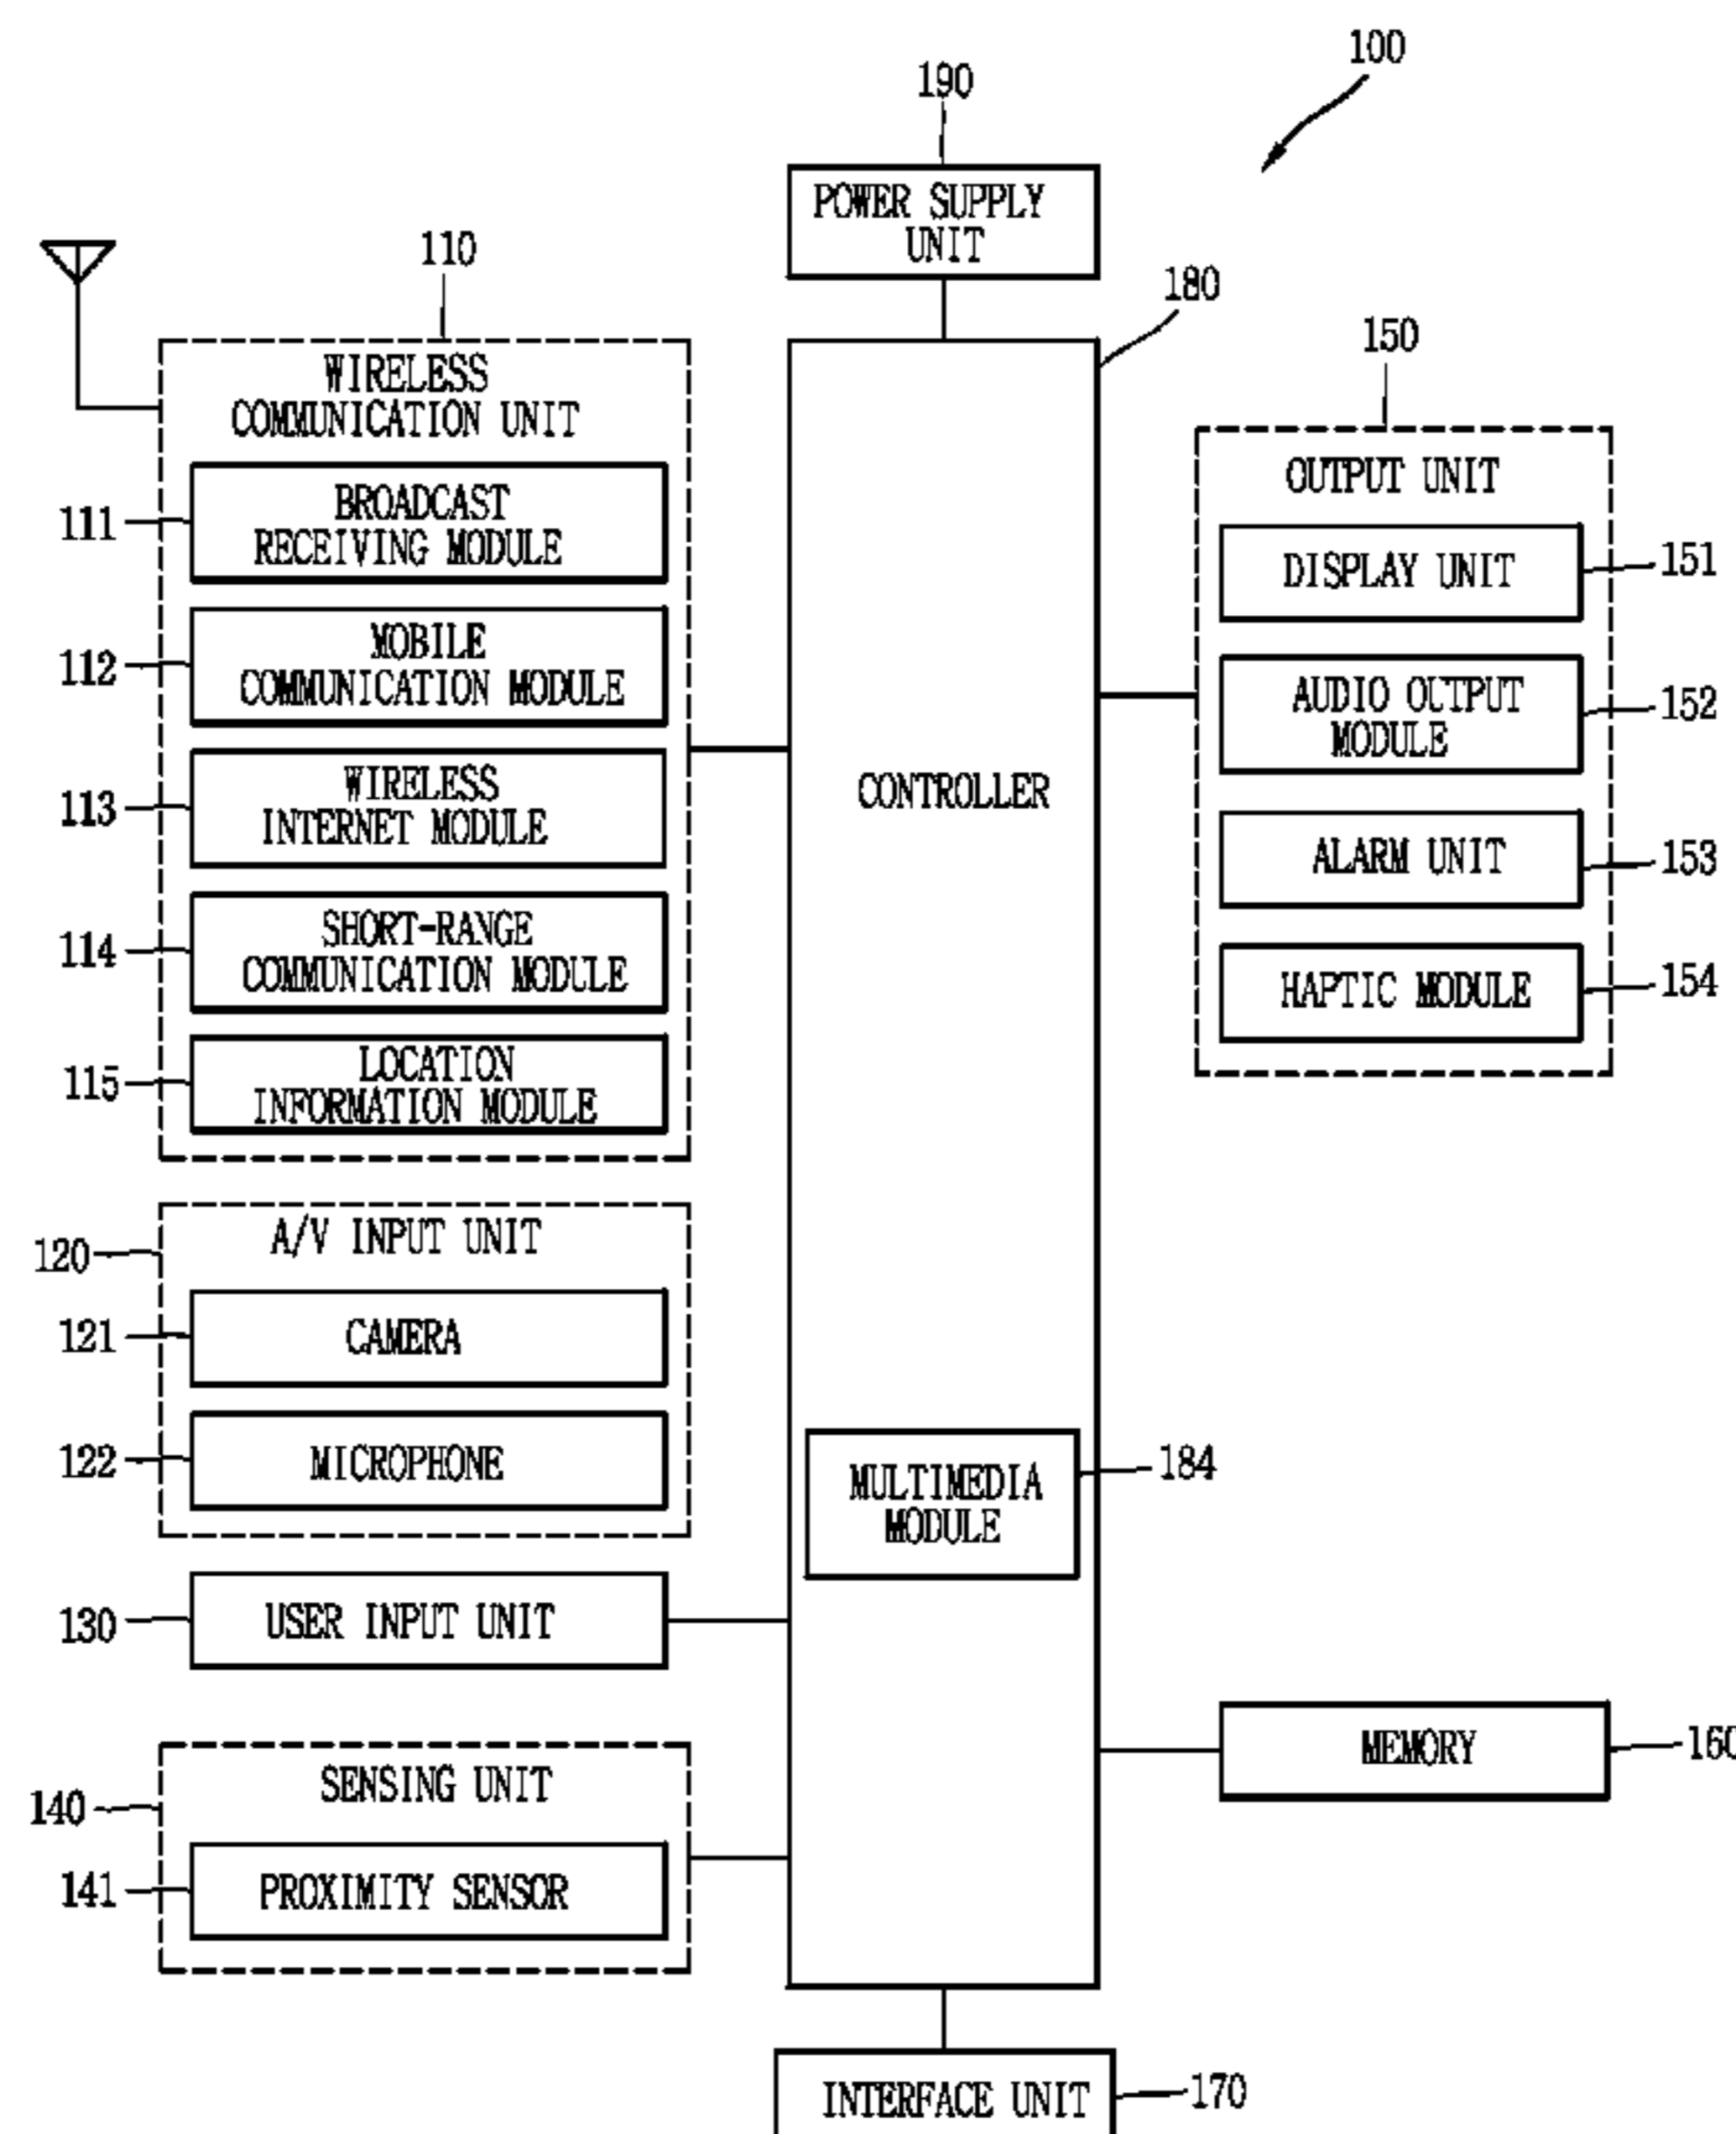 100
190
POWER SUPPLY
UNIT
110
180
150
WIRELESS
COMMUNICATION UNIT
111
BROADCAST
RECEIVING MODULE
112
MOBILE
COMMUNICATION MODULE
113
WIRELESS
INTERNET MODULE
114
SHORT-RANGE
COMMUNICATION MODULE
115
LOCATION
INFORMATION MODULE
CONTROLLER
OUTPUT UNIT
DISPLAY UNIT
151
AUDIO OUTPUT
MODULE
152
ALARM UNIT
153
HAPTIC MODULE
154
120
A/V INPUT UNIT
121
CAMERA
122
MICROPHONE
MULTIMEDIA
MODULE
184
130
USER INPUT UNIT
140
SENSING UNIT
141
PROXIMITY SENSOR
MEMORY
160
INTERFACE UNIT
170